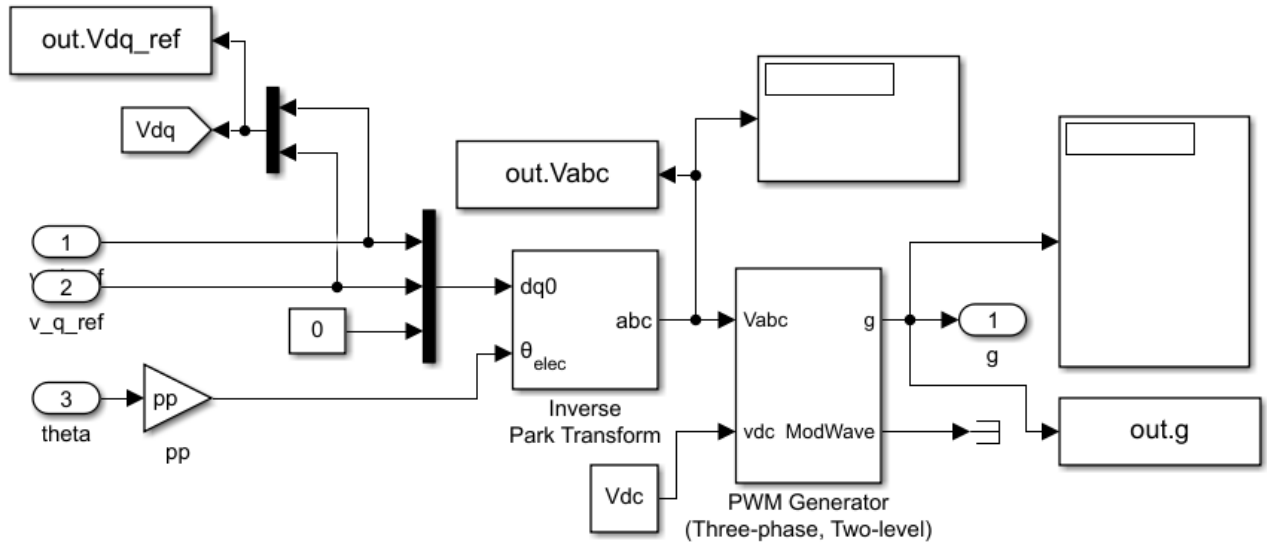 out.Vdq_ref
Vdq
out.Vabc
1
2
v_q_ref
0
3
theta
pp
pp
dq0
θelec
abc
Inverse
Park Transform
Vdc
Vabc
g
vdc
ModWave
PWM Generator
(Three-phase, Two-level)
1
g
out.g